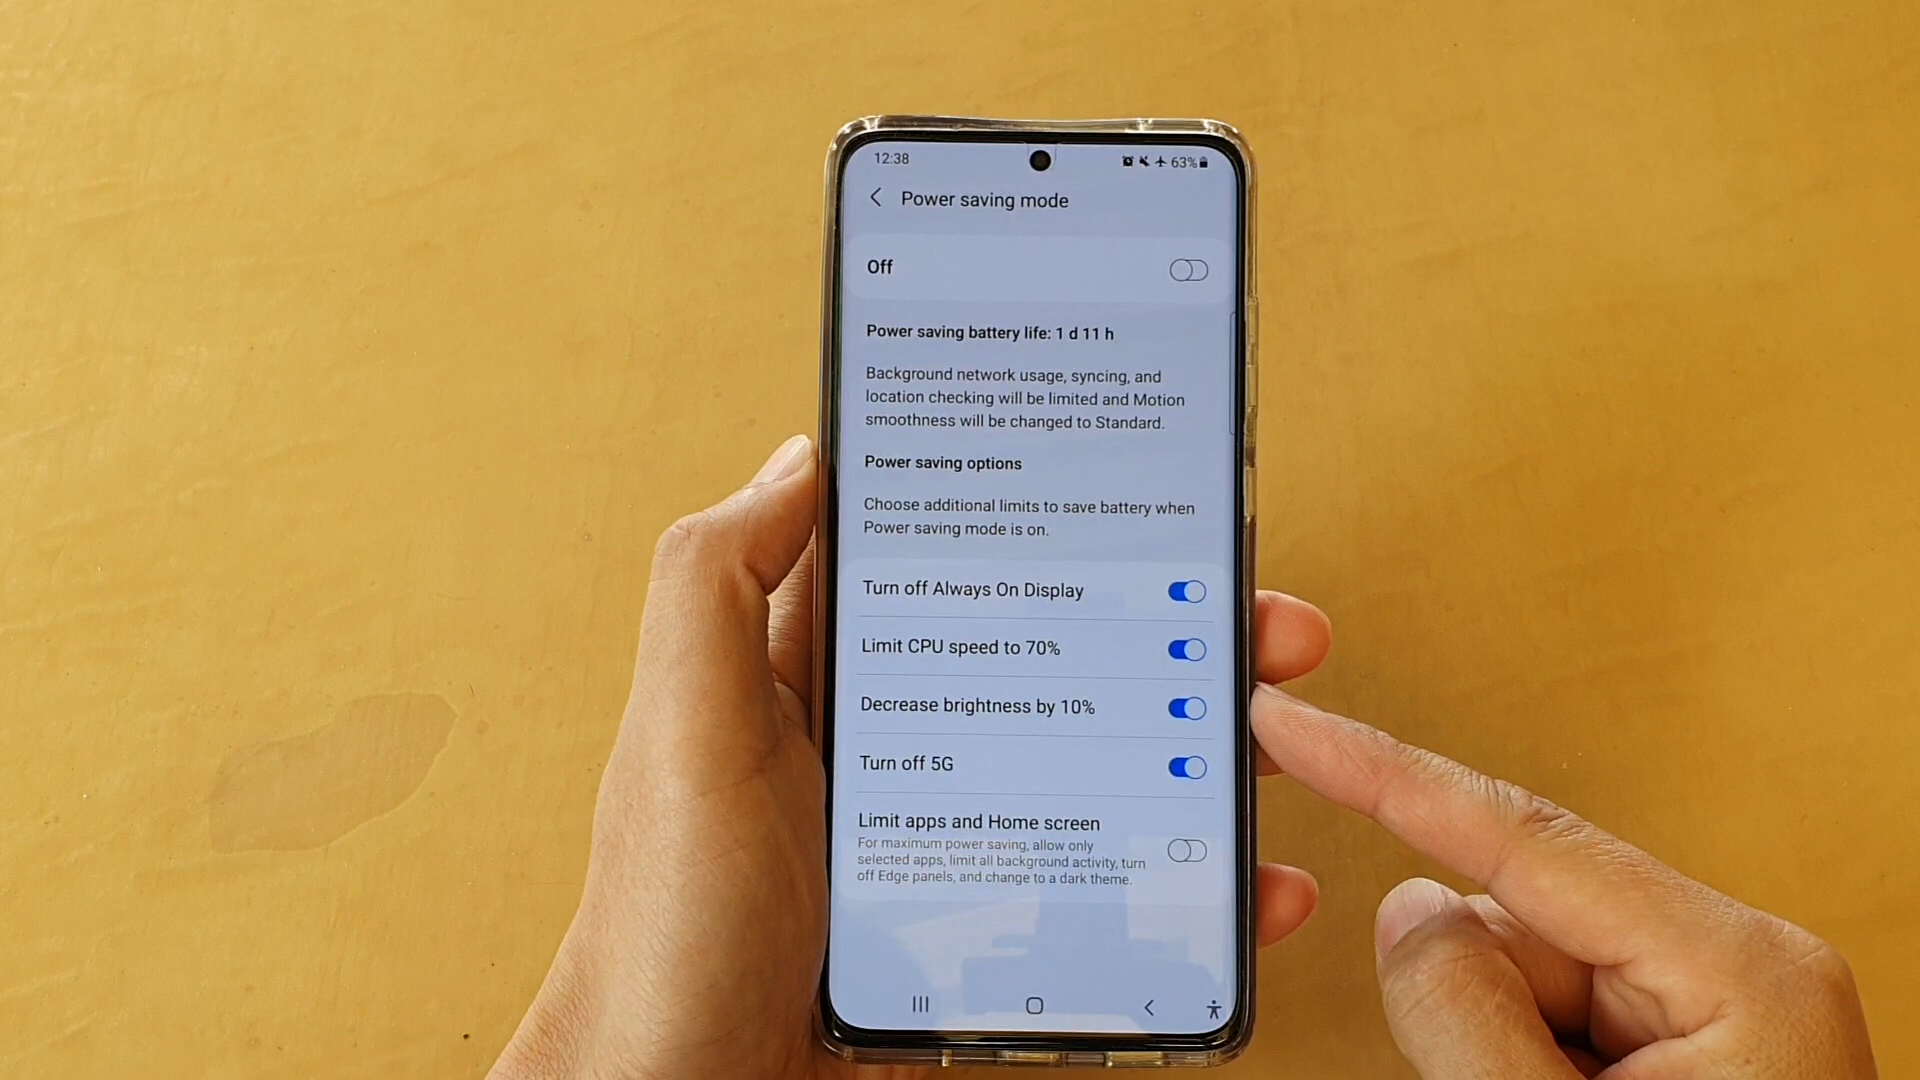 12:38
63%
Power saving mode
Off
Power saving battery life: 1 d 11 h
Background network usage, syncing, and
location checking will be limited and Motion
smoothness will be changed to Standard.
Power saving options
Choose additional limits to save battery when
Power saving mode is on.
Turn off Always On Display
Limit CPU speed to 70%
Decrease brightness by 10%
Turn off 5G
Limit apps and Home screen
For maximum power saving, allow only
selected apps, limit all background activity, turn
off Edge panels, and change to a dark theme.